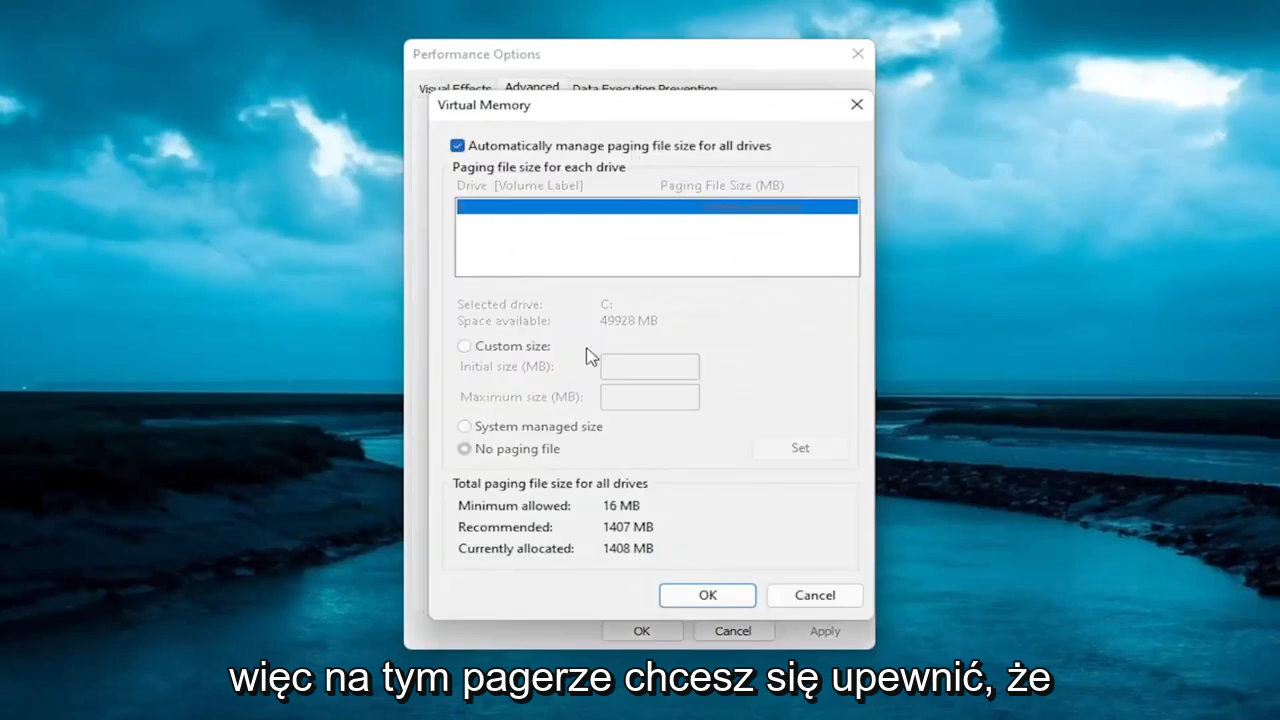 Performance Options
Visual Effects Advanced Data Execution Prevention
Virtual Memory
Automatically manage paging file size for all drives
Paging file size for each drive
Drive [Volume Label] Paging File Size (MB)
Selected drive: C:
Space available: 49928 MB
Custom size:
Initial size (MB):
Maximum size (MB):
System managed size
No paging file Set
Total paging file size for all drives
Minimum allowed: 16 MB
Recommended: 1407 MB
Currently allocated: 1408 MB
OK Cancel
OK Cancel Apply
więc na tym pagerze chcesz się upewnić, że